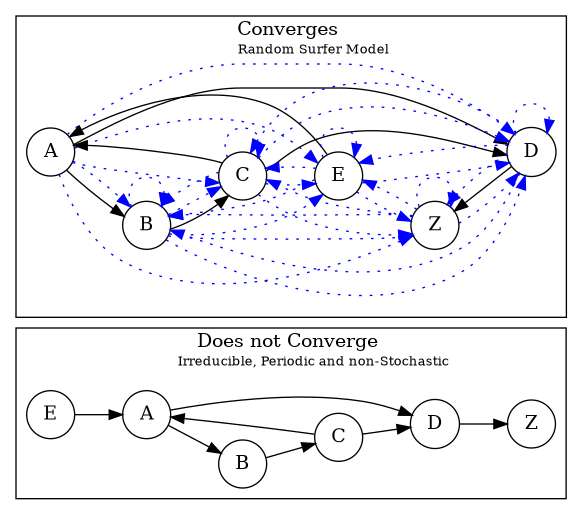 Converges
Random Surfer Model
A
B
C
E
Z
D
Does not Converge
Irreducible, Periodic and non-Stochastic
E
A
B
C
D
Z